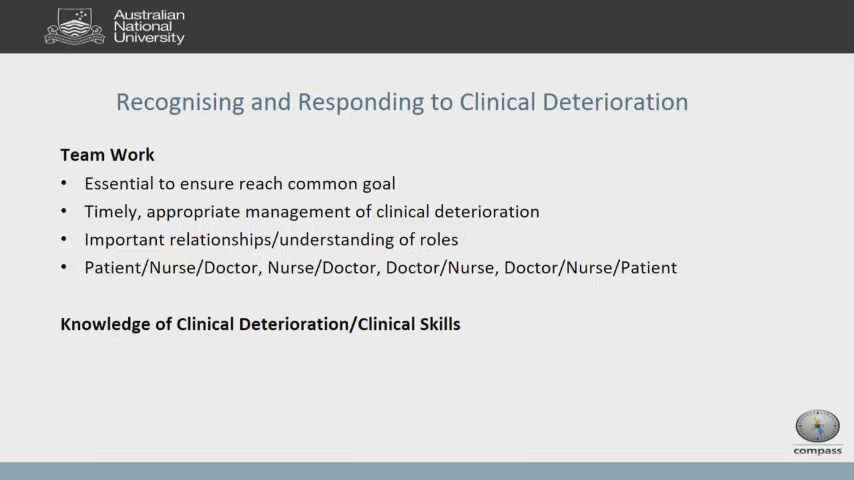 Australian
National
University
Recognising and Responding to Clinical Deterioration
Team Work
• Essential to ensure reach common goal
• Timely, appropriate management of clinical deterioration
• Important relationships/understanding of roles
• Patient/Nurse/Doctor, Nurse/Doctor, Doctor/Nurse, Doctor/Nurse/Patient
Knowledge of Clinical Deterioration/Clinical Skills
compass